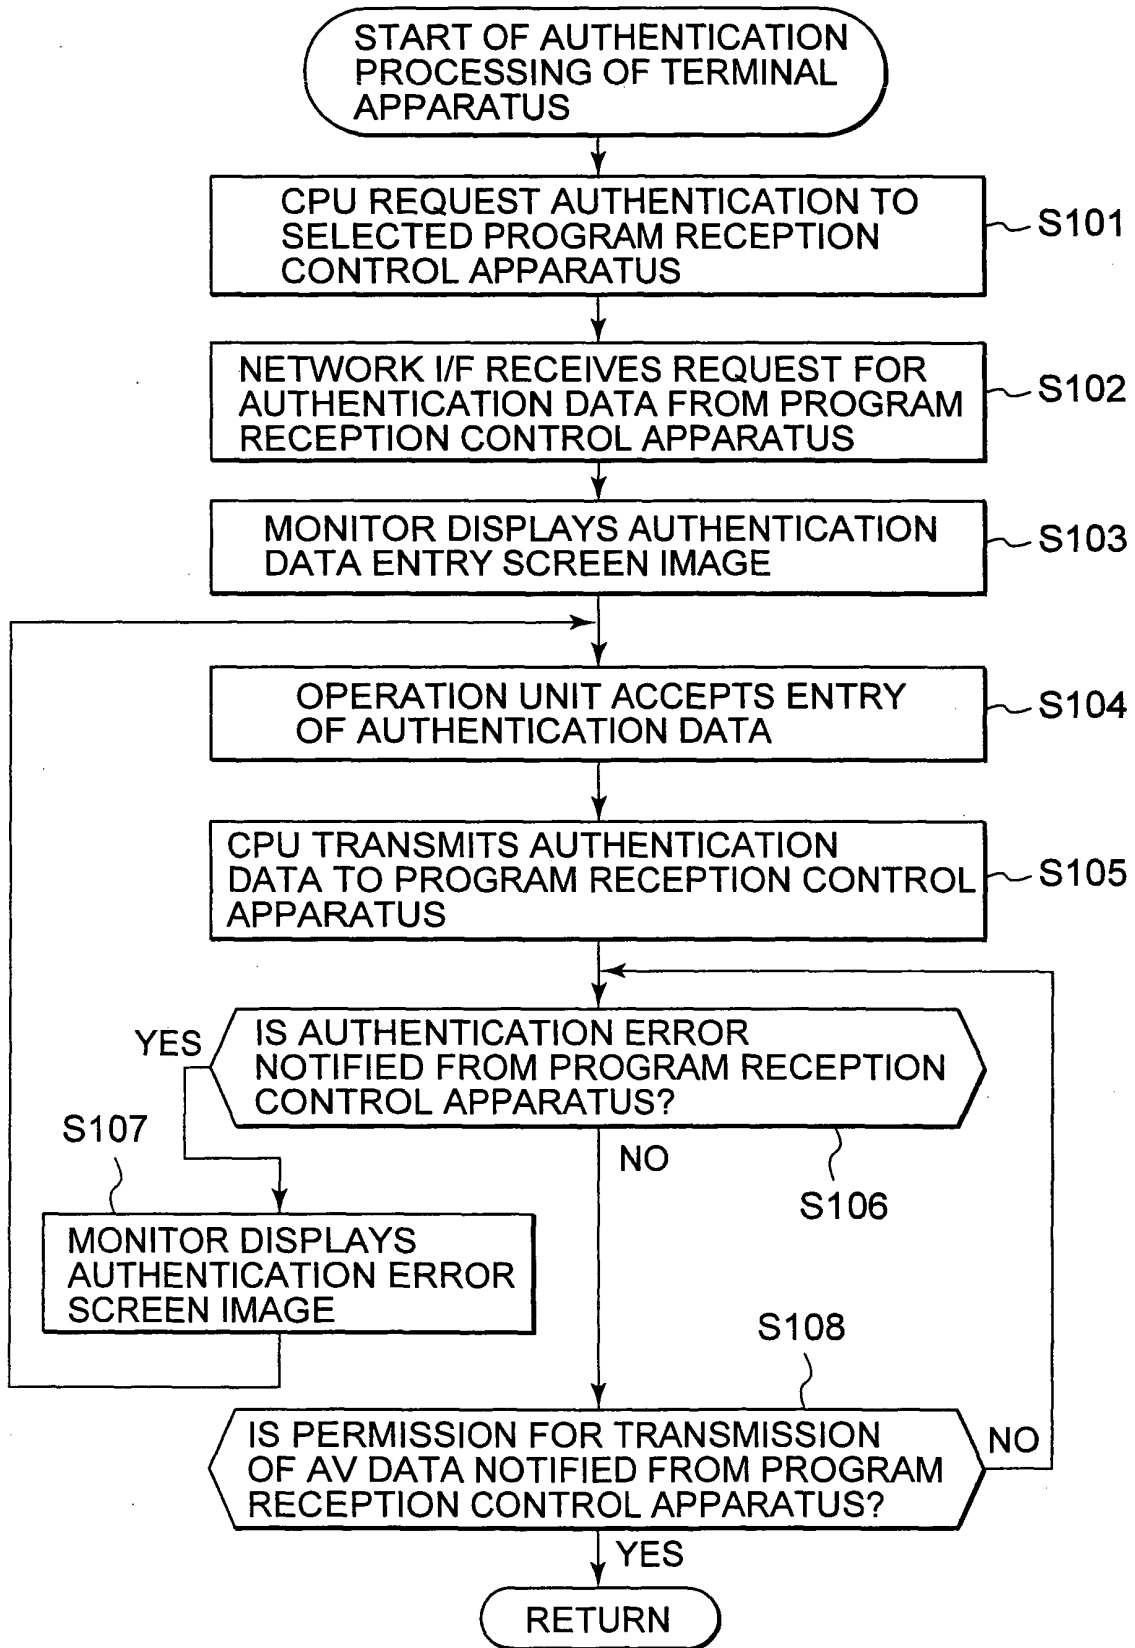 START OF AUTHENTICATION
PROCESSING OF TERMINAL
APPARATUS
CPU REQUEST AUTHENTICATION TO
SELECTED PROGRAM RECEPTION
CONTROL APPARATUS
S101
NETWORK I/F RECEIVES REQUEST FOR
AUTHENTICATION DATA FROM PROGRAM
RECEPTION CONTROL APPARATUS
S102
MONITOR DISPLAYS AUTHENTICATION
DATA ENTRY SCREEN IMAGE
S103
OPERATION UNIT ACCEPTS ENTRY
OF AUTHENTICATION DATA
S104
CPU TRANSMITS AUTHENTICATION
DATA TO PROGRAM RECEPTION CONTROL
APPARATUS
S105
IS AUTHENTICATION ERROR
NOTIFIED FROM PROGRAM RECEPTION
CONTROL APPARATUS?
YES
NO
S106
S107
MONITOR DISPLAYS
AUTHENTICATION ERROR
SCREEN IMAGE
S108
IS PERMISSION FOR TRANSMISSION
OF AV DATA NOTIFIED FROM PROGRAM
RECEPTION CONTROL APPARATUS?
NO
YES
RETURN